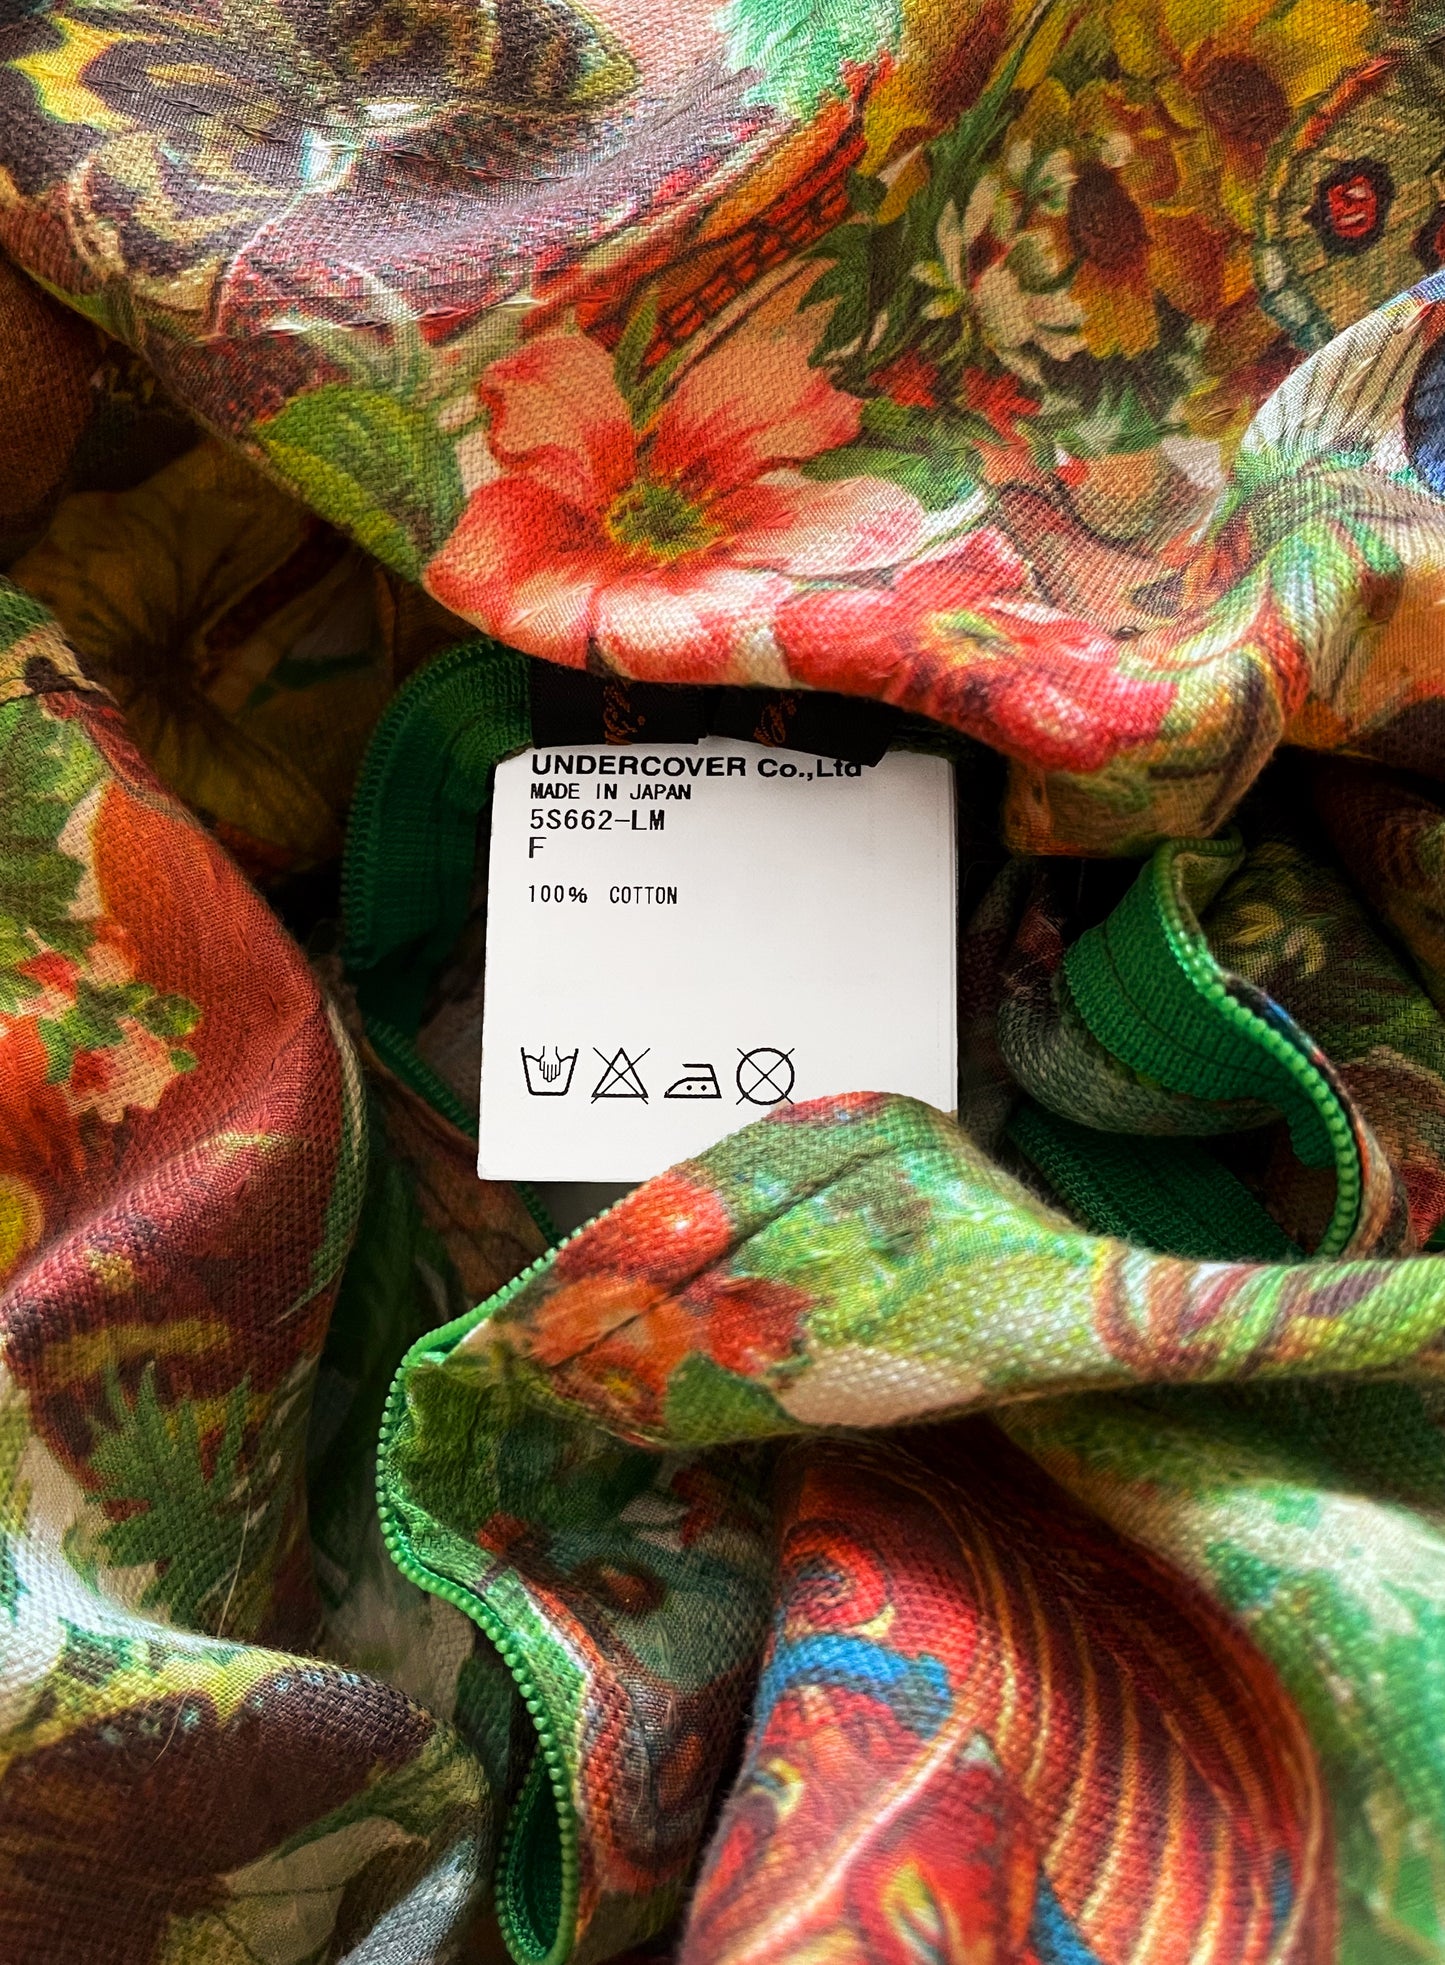 UNDERCOVER Co.,Ltd
MADE IN JAPAN
5S662-LM
F
100% COTTON